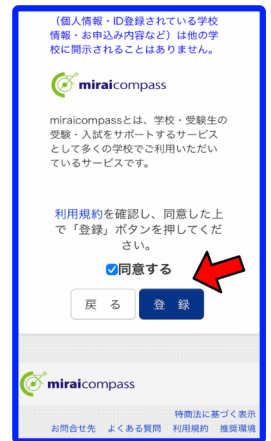 （個人情報・ID登録されている学校
情報・お申込み内容など）は他の学
校に開示されることはありません。
miraicompass
miraicompassとは、学校・受験生の
受験・入試をサポートするサービス
として多くの学校でご利用いただい
ているサービスです。
利用規約を確認し、同意した上
で「登録」ボタンを押してくだ
さい。
同意する
戻 る 登 録
miraicompass
特商法に基づく表示
お問合せ先 よくある質問 利用規約 推奨環境